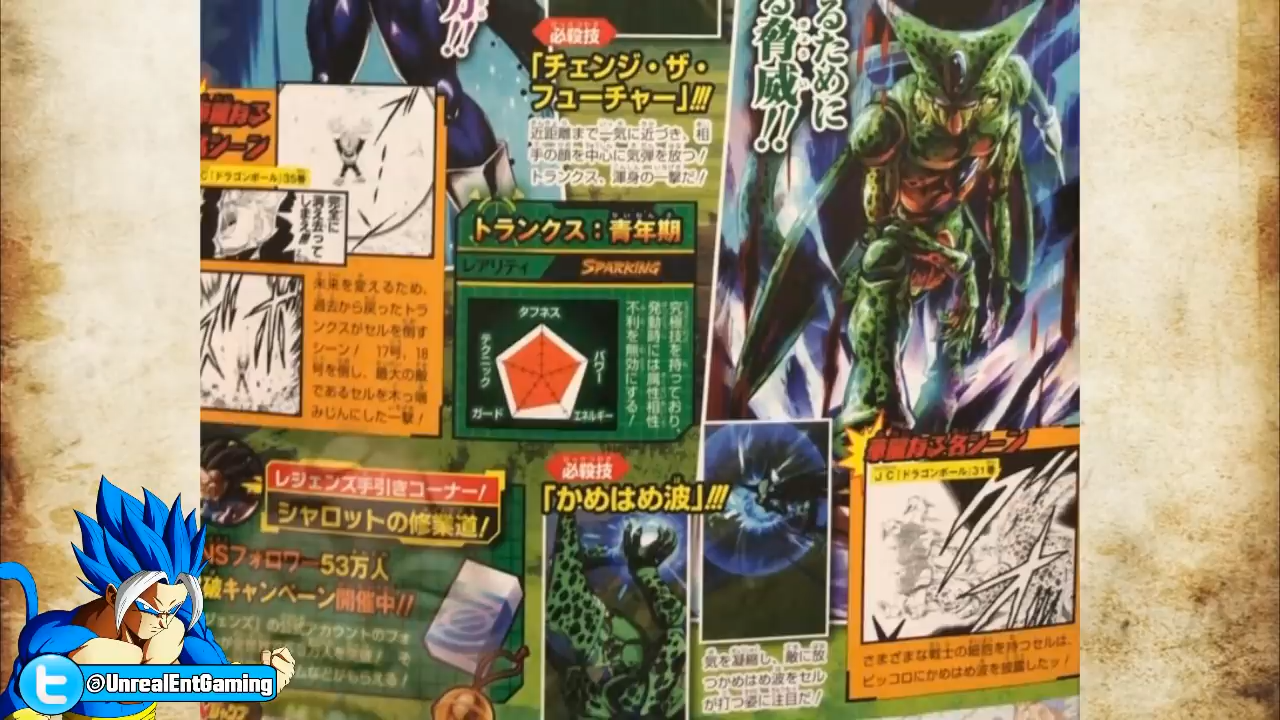 必殺技
「チェンジ・ザ・
フューチャー」!!!
近距離まで一気に近づき、相
手の顔を中心に気弾を放つ!
トランクス、渾身の一撃だ!
るために
る脅威!!
「ドラゴンボール」35巻
完全に
消え去って
しまえ!!!
未来を変えるため、
過去から戻ったトラ
ンクスがセルを倒す
シーン! 17号、18
号を倒し、最大の敵
であるセルを木っ端
みじんにした一撃!
トランクス:青年期
レアリティ
SPARKING
タフネス
パワー
エネルギー
ガード
テクニック
究極技を持っており、
発動時には属性相性
不利を無効にする!
レジェンズ手引きコーナー!
シャロットの修業道!
NSフォロワー53万人
破キャンペーン開催中!!
必殺技
「かめはめ波」!!!
気を凝縮し、敵に放
つかめはめ波をセル
が打つ姿に注目だ!
華麗なる名シーン
JC「ドラゴンボール」31巻
さまざまな戦士の細胞を持つセルは、
ピッコロにかめはめ波を披露したッ!
@UnrealEntGaming